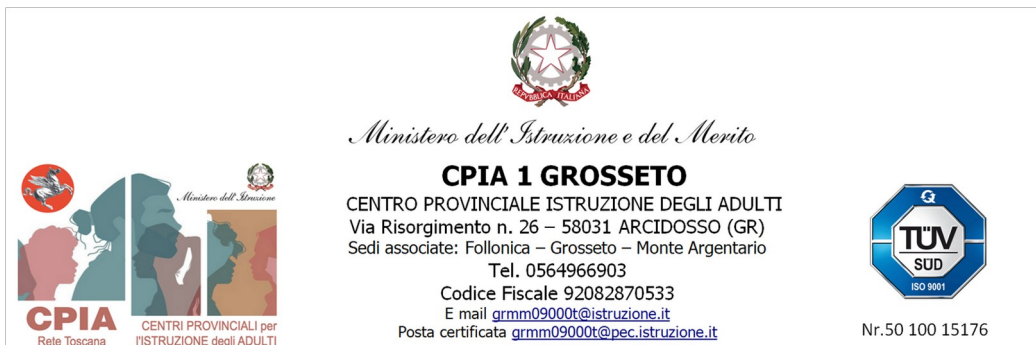 REPVBBLICA ITALIANA
Ministero dell'Istruzione e del Merito
CPIA 1 GROSSETO
CENTRO PROVINCIALE ISTRUZIONE DEGLI ADULTI
Via Risorgimento n. 26 – 58031 ARCIDOSSO (GR)
Sedi associate: Follonica – Grosseto – Monte Argentario
Tel. 0564966903
Codice Fiscale 92082870533
E mail grmm09000t@istruzione.it
Posta certificata grmm09000t@pec.istruzione.it
Ministero dell'Istruzione
CPIA
Rete Toscana
CENTRI PROVINCIALI per
l'ISTRUZIONE degli ADULTI
TÜV
SÜD
ISO 9001
Nr.50 100 15176